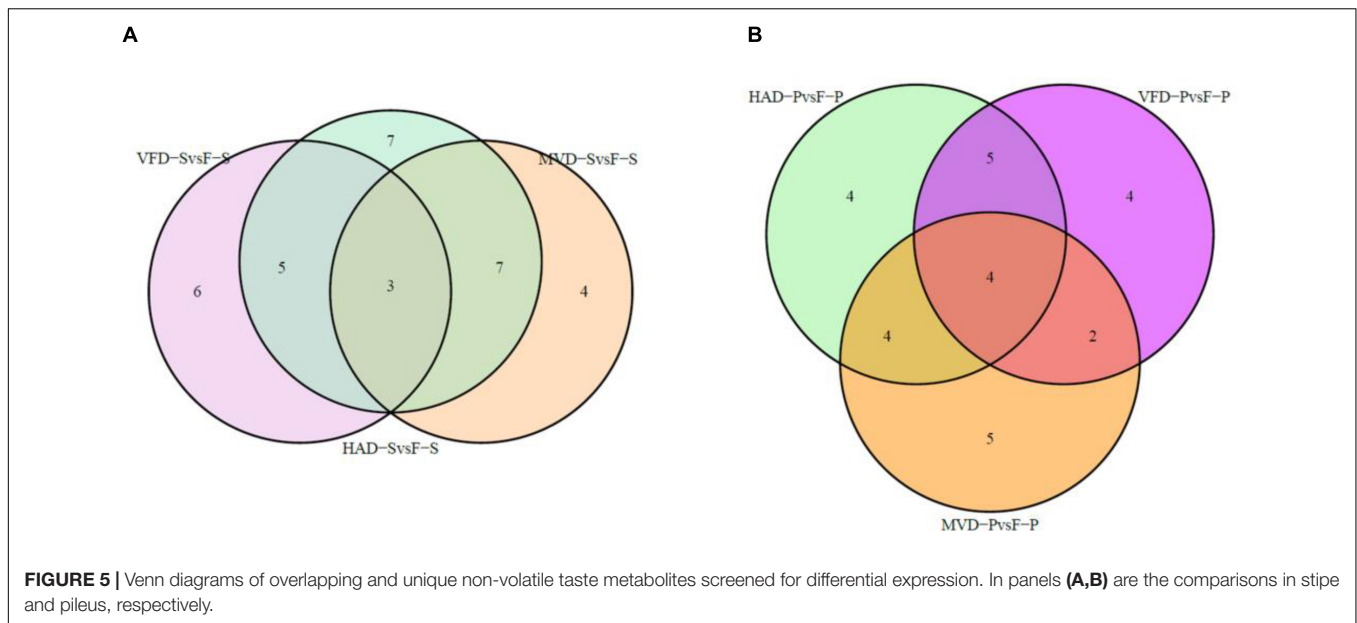 A
VFD−SvsF−S
7
MVD−SvsF−S
6
5
3
7
4
HAD−SvsF−S
B
HAD−PvsF−P
VFD−PvsF−P
5
4
4
4
4
2
5
MVD−PvsF−P
FIGURE 5 | Venn diagrams of overlapping and unique non-volatile taste metabolites screened for differential expression. In panels (A,B) are the comparisons in stipe
and pileus, respectively.